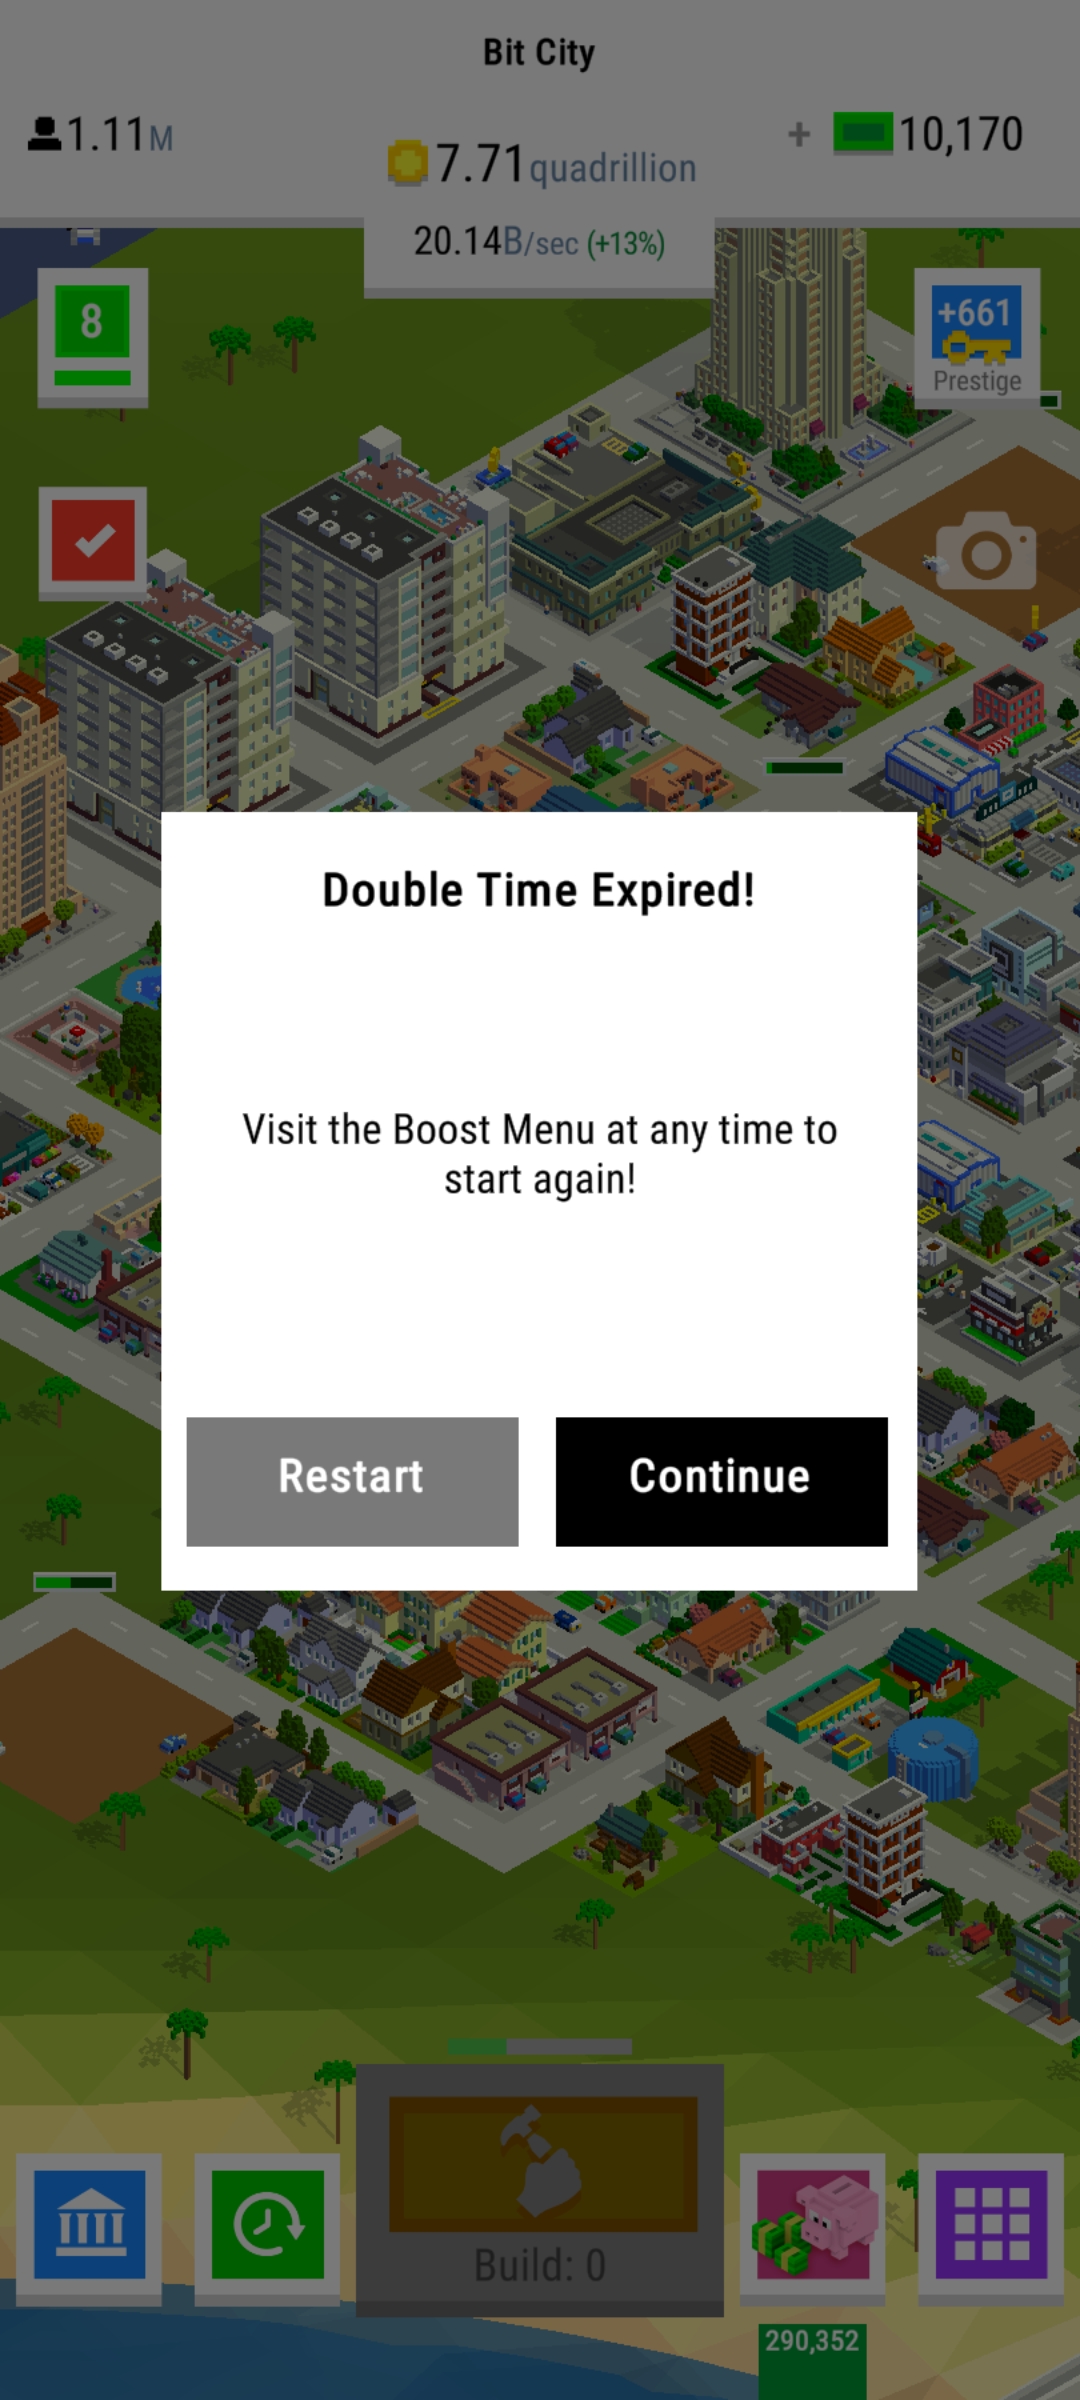 Bit City
1.11M
7.71quadrillion
+ 10,170
20.14B/sec (+13%)
8
+661
Prestige
Double Time Expired!
Visit the Boost Menu at any time to
start again!
Restart
Continue
Build: 0
290,352